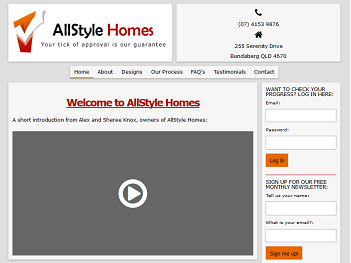 AllStyle Homes
Your tick of approval is our guarantee
(07) 4153 9876
255 Serenity Drive
Bundaberg QLD 4670
Home About Designs Our Process FAQ's Testimonials Contact
Welcome to AllStyle Homes
A short introduction from Alex and Sheree Knox, owners of AllStyle Homes:
WANT TO CHECK YOUR
PROGRESS? LOG IN HERE:
Email:
Password:
Log in
SIGN UP FOR OUR FREE
MONTHLY NEWSLETTER:
Tell us your name:
What is your email?:
Sign me up!